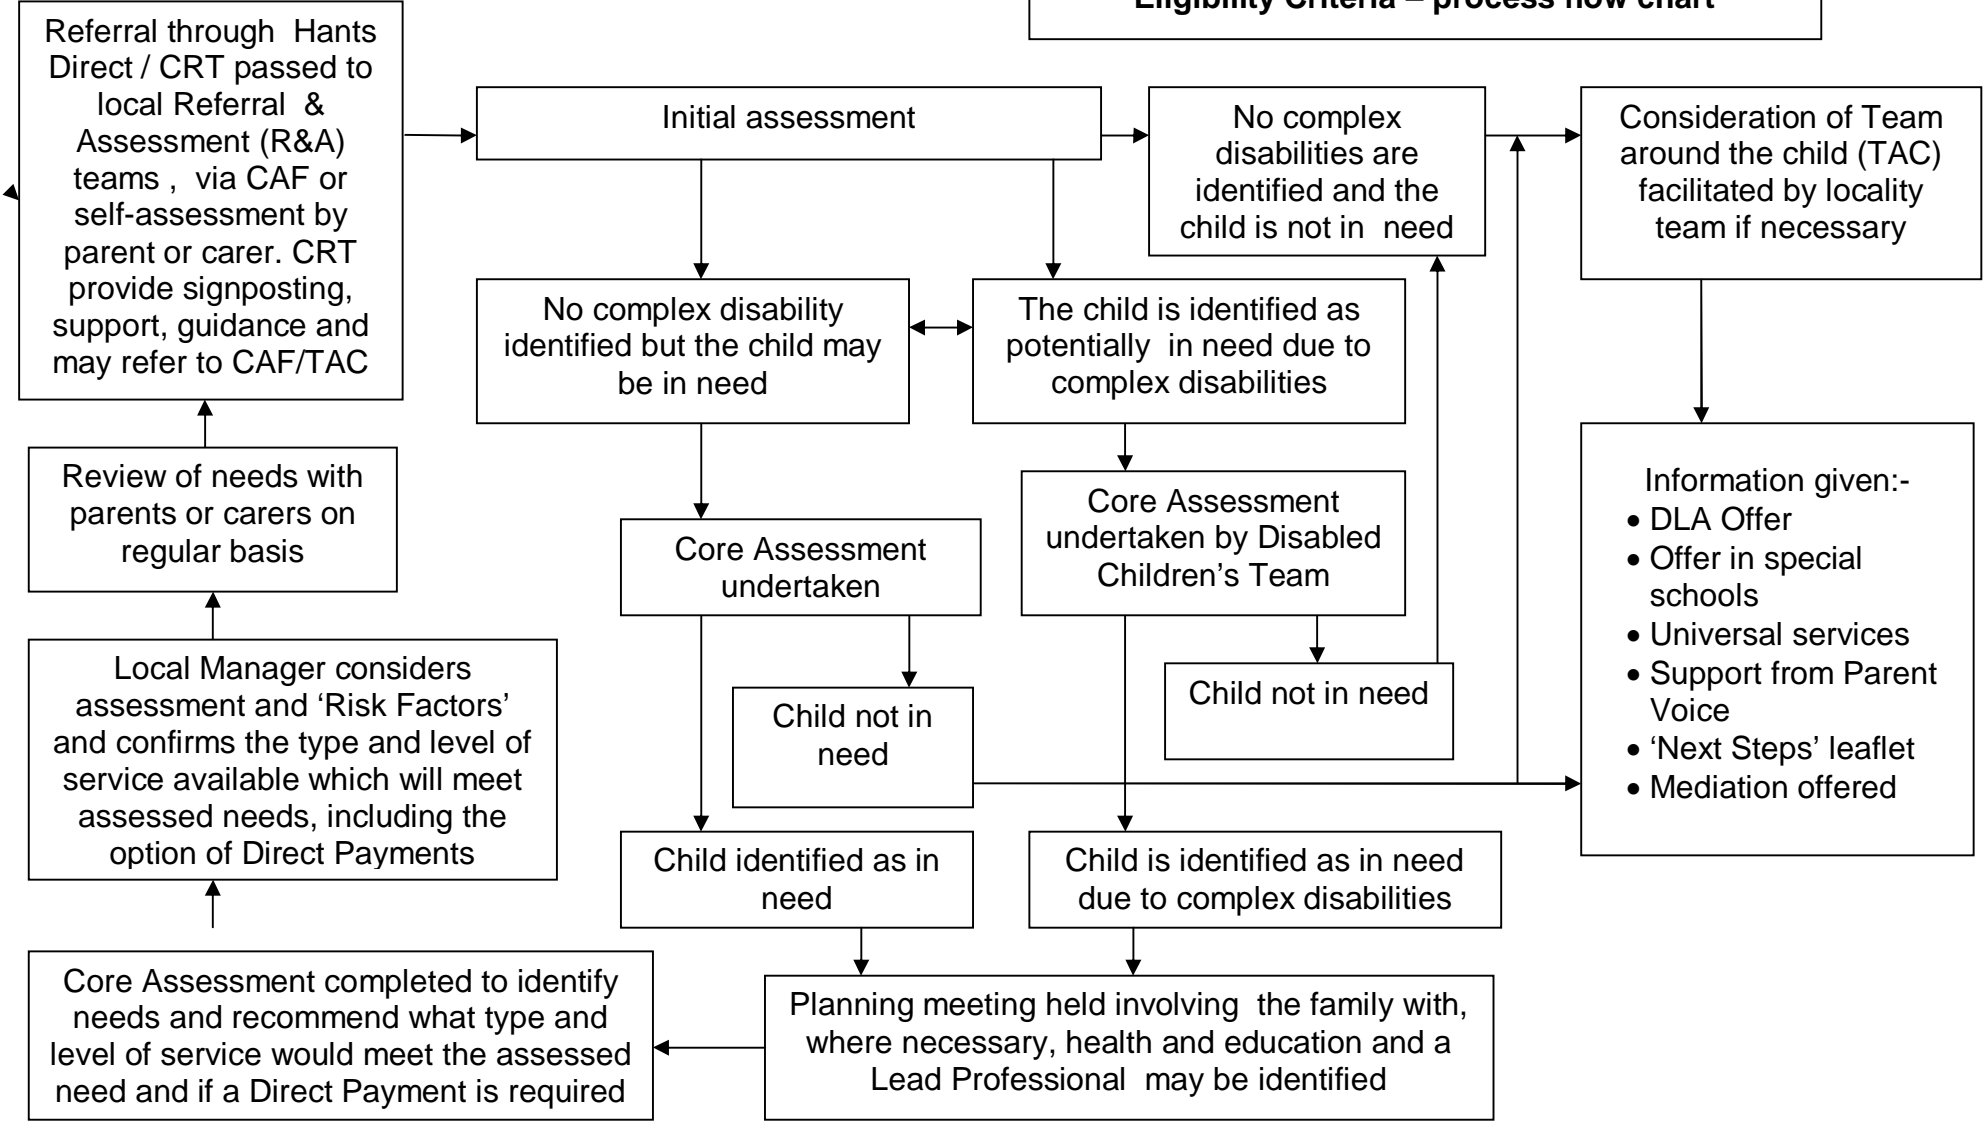 Eligibility Criteria – process flow chart
Referral through Hants
Direct / CRT passed to
local Referral &
Assessment (R&A)
teams , via CAF or
self-assessment by
parent or carer. CRT
provide signposting,
support, guidance and
may refer to CAF/TAC
Initial assessment
No complex
disabilities are
identified and the
child is not in need
Consideration of Team
around the child (TAC)
facilitated by locality
team if necessary
No complex disability
identified but the child may
be in need
The child is identified as
potentially in need due to
complex disabilities
Review of needs with
parents or carers on
regular basis
Core Assessment
undertaken
Core Assessment
undertaken by Disabled
Children’s Team
Information given:-
• DLA Offer
• Offer in special
schools
• Universal services
• Support from Parent
Voice
• ‘Next Steps’ leaflet
• Mediation offered
Local Manager considers
assessment and ‘Risk Factors’
and confirms the type and level of
service available which will meet
assessed needs, including the
option of Direct Payments
Child not in
need
Child not in need
Child identified as in
need
Child is identified as in need
due to complex disabilities
Core Assessment completed to identify
needs and recommend what type and
level of service would meet the assessed
need and if a Direct Payment is required
Planning meeting held involving the family with,
where necessary, health and education and a
Lead Professional may be identified